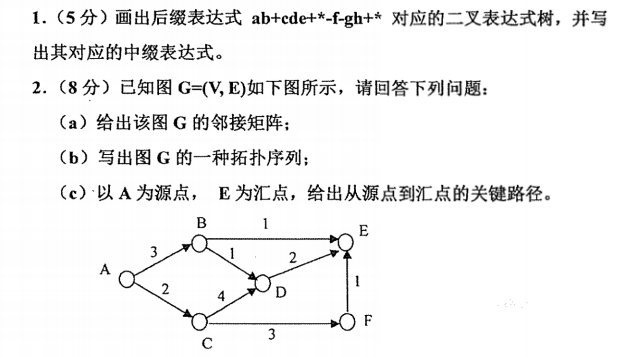 1.（5分）画出后缀表达式 ab+cde+*-f-gh+* 对应的二叉表达式树，并写
出其对应的中缀表达式。
2.（8分）已知图 G=(V, E)如下图所示，请回答下列问题：
（a）给出该图 G 的邻接矩阵；
（b）写出图 G 的一种拓扑序列；
（c）以 A 为源点， E 为汇点，给出从源点到汇点的关键路径。
B 1 E
3 1 2
A
2 4 D 1
C 3 F